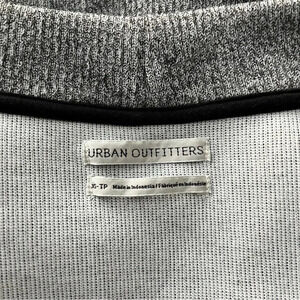 URBAN OUTFITTERS
XS-TP Made in Indonesia / Fabriqué en Indonésie